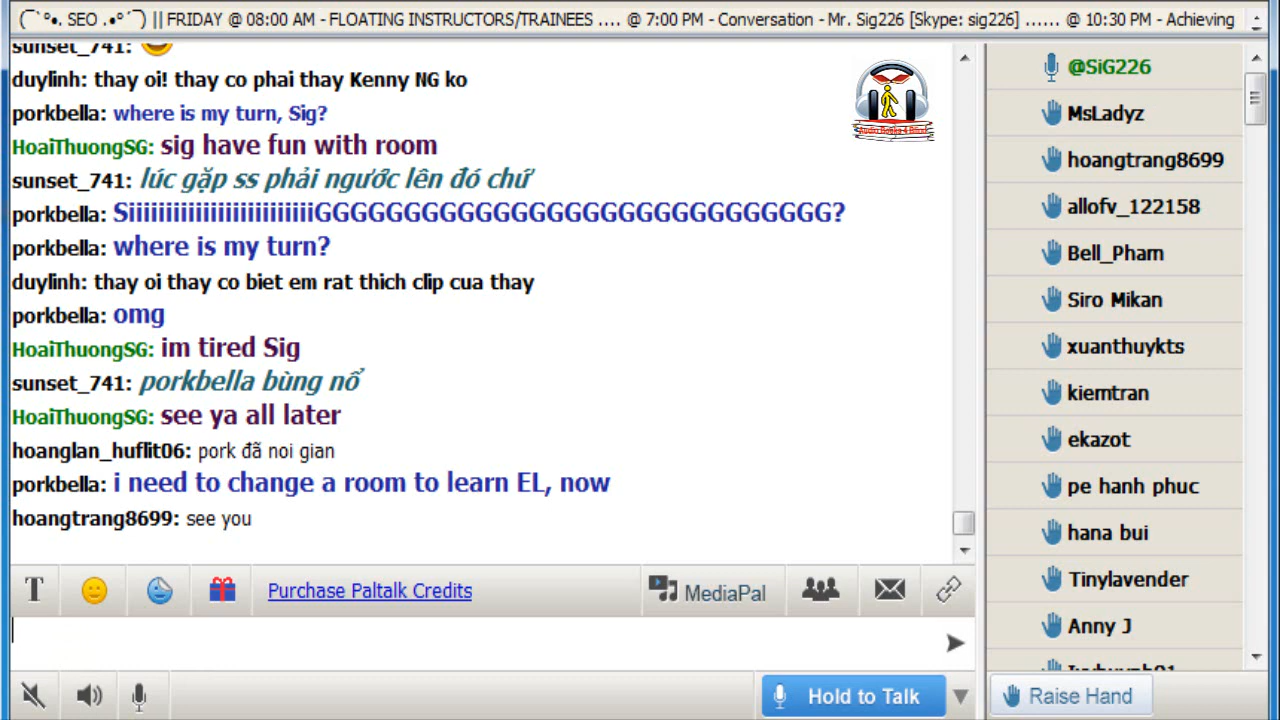 (¯`°•. SEO .•°´¯) || FRIDAY @ 08:00 AM - FLOATING INSTRUCTORS/TRAINEES .... @ 7:00 PM - Conversation - Mr. Sig226 [Skype: sig226] ...... @ 10:30 PM - Achieving
sunset_741:
duylinh: thay oi! thay co phai thay Kenny NG ko
porkbella: where is my turn, Sig?
HoaiThuongSG: sig have fun with room
sunset_741: lúc gặp ss phải ngước lên đó chứ
porkbella: SiiiiiiiiiiiiiiiiiiiiiiiiiGGGGGGGGGGGGGGGGGGGGGGGGGGGGG?
porkbella: where is my turn?
duylinh: thay oi thay co biet em rat thich clip cua thay
porkbella: omg
HoaiThuongSG: im tired Sig
sunset_741: porkbella bùng nổ
HoaiThuongSG: see ya all later
hoanglan_huflit06: pork đã noi gian
porkbella: i need to change a room to learn EL, now
hoangtrang8699: see you
Audio Books 4 Blind
Purchase Paltalk Credits
MediaPal
Hold to Talk
@SiG226
MsLadyz
hoangtrang8699
allofv_122158
Bell_Pham
Siro Mikan
xuanthuykts
kiemtran
ekazot
pe hanh phuc
hana bui
Tinylavender
Anny J
Raise Hand